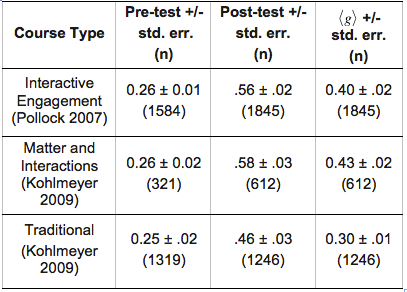 Course Type
Pre-test +/-
std. err.
(n)
Post-test +/-
std. err.
(n)
⟨g⟩ +/-
std. err.
(n)
Interactive
Engagement
(Pollock 2007)
0.26 ± 0.01
(1584)
.56 ± .02
(1845)
0.40 ± .02
(1845)
Matter and
Interactions
(Kohlmeyer
2009)
0.26 ± 0.02
(321)
.58 ± .03
(612)
0.43 ± .02
(612)
Traditional
(Kohlmeyer
2009)
0.25 ± .02
(1319)
.46 ± .03
(1246)
0.30 ± .01
(1246)